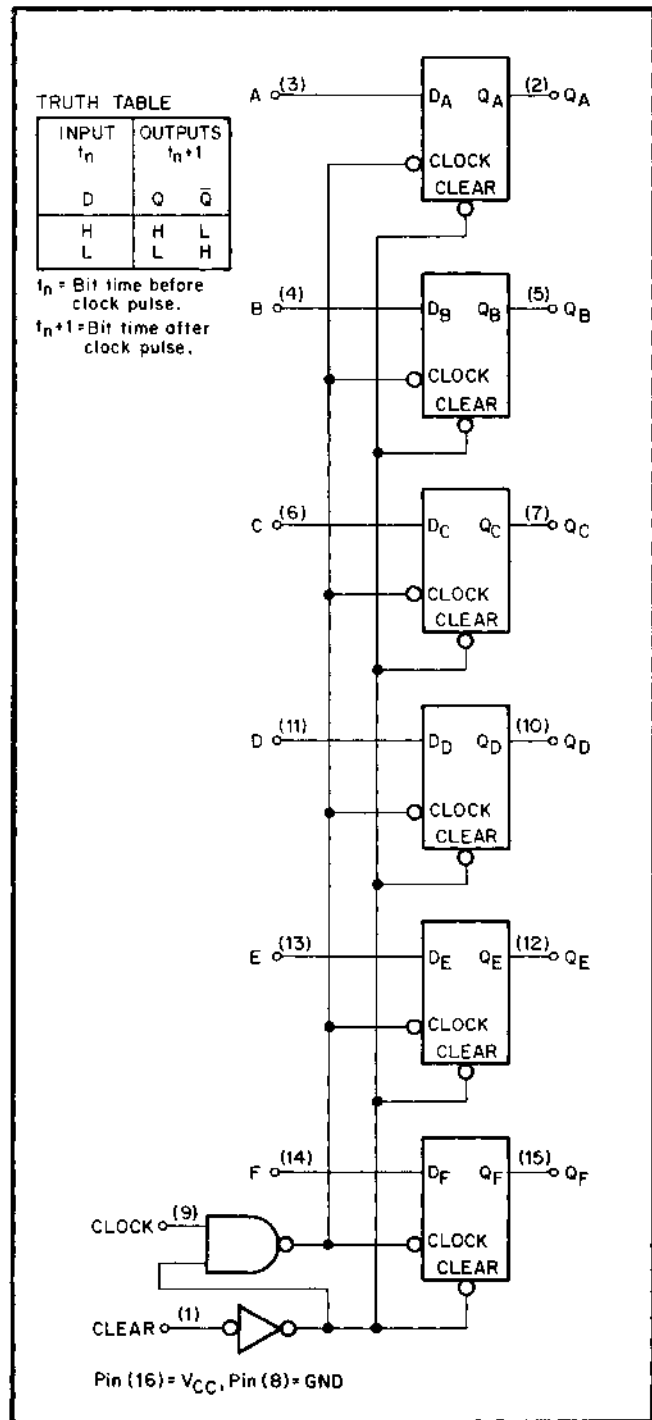 TRUTH TABLE
INPUT OUTPUTS
tn tn+1
D Q Q̄
H H L
L L H
tn = Bit time before
clock pulse.
tn+1 = Bit time after
clock pulse.
A (3) DA QA (2) QA
CLOCK
CLEAR
B (4) DB QB (5) QB
CLOCK
CLEAR
C (6) DC QC (7) QC
CLOCK
CLEAR
D (11) DD QD (10) QD
CLOCK
CLEAR
E (13) DE QE (12) QE
CLOCK
CLEAR
F (14) DF QF (15) QF
CLOCK (9)
CLOCK
CLEAR
CLEAR (1)
Pin (16) = VCC, Pin (8) = GND